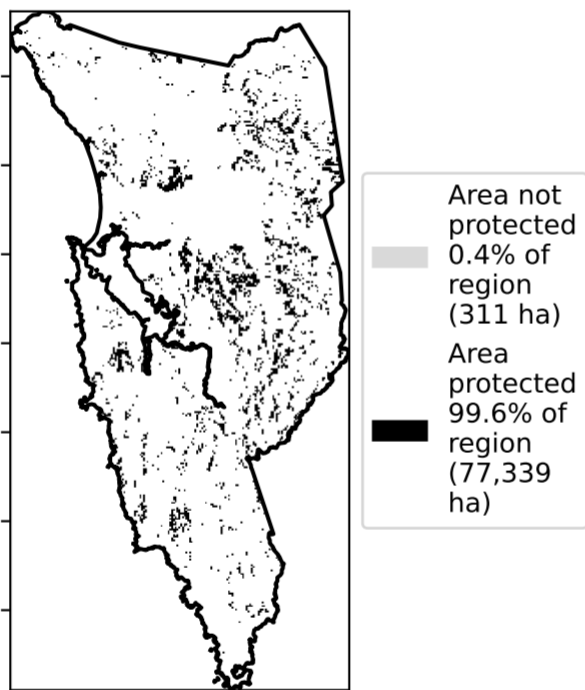 Area not
protected
0.4% of
region
(311 ha)
Area
protected
99.6% of
region
(77,339
ha)